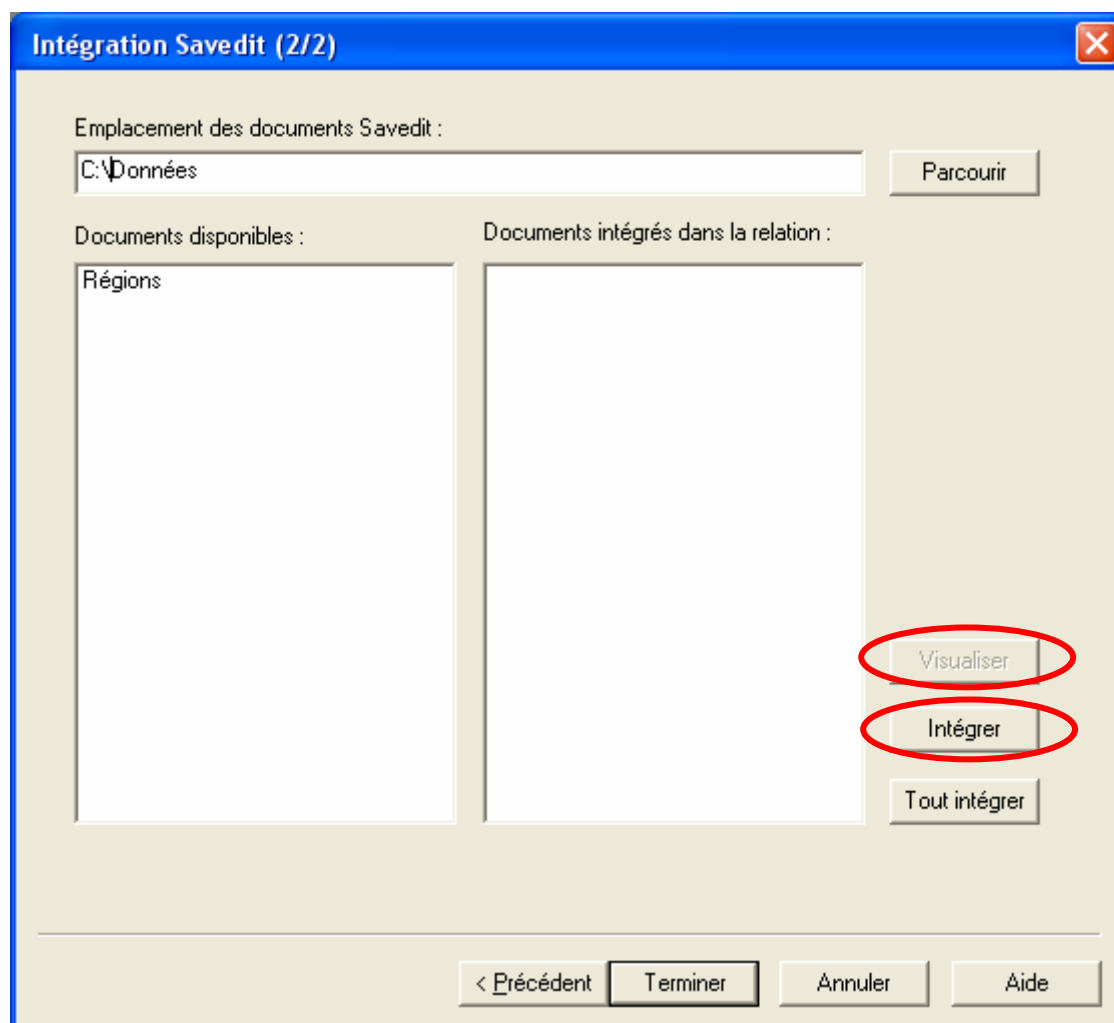 Intégration Savedit (2/2)
Emplacement des documents Savedit :
C:\Données
Parcourir
Documents disponibles :
Documents intégrés dans la relation :
Régions
Visualiser
Intégrer
Tout intégrer
< Précédent
Terminer
Annuler
Aide